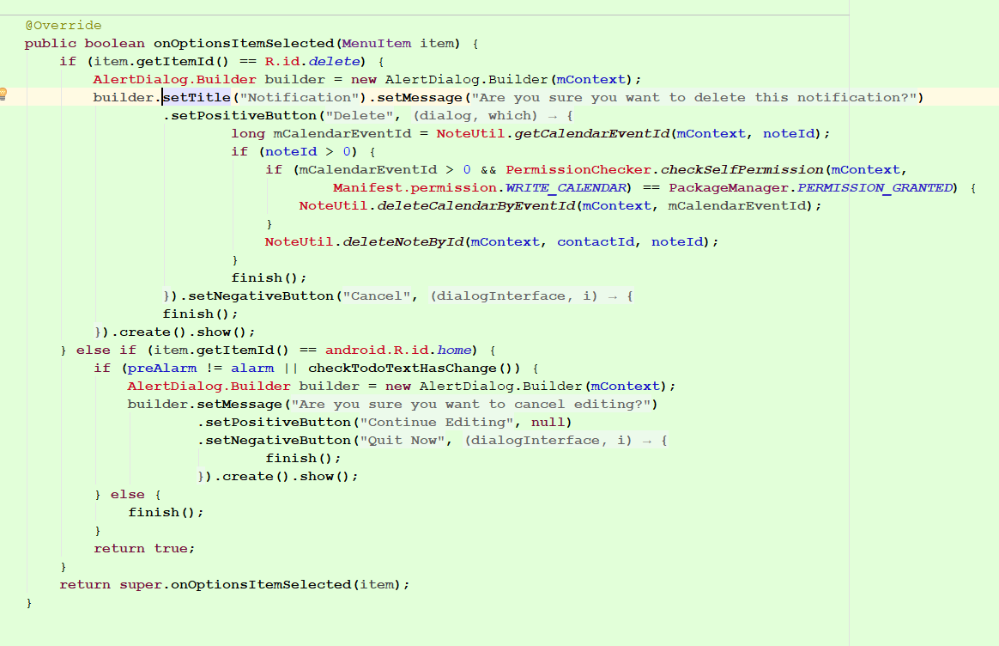 @Override
public boolean onOptionsItemSelected(MenuItem item) {
if (item.getItemId() == R.id.delete) {
AlertDialog.Builder builder = new AlertDialog.Builder(mContext);
builder.setTitle("Notification").setMessage("Are you sure you want to delete this notification?")
.setPositiveButton("Delete", (dialog, which) → {
long mCalendarEventId = NoteUtil.getCalendarEventId(mContext, noteId);
if (noteId > 0) {
if (mCalendarEventId > 0 && PermissionChecker.checkSelfPermission(mContext,
Manifest.permission.WRITE_CALENDAR) == PackageManager.PERMISSION_GRANTED) {
NoteUtil.deleteCalendarByEventId(mContext, mCalendarEventId);
}
NoteUtil.deleteNoteById(mContext, contactId, noteId);
}
finish();
}).setNegativeButton("Cancel", (dialogInterface, i) → {
finish();
}).create().show();
} else if (item.getItemId() == android.R.id.home) {
if (preAlarm != alarm || checkTodoTextHasChange()) {
AlertDialog.Builder builder = new AlertDialog.Builder(mContext);
builder.setMessage("Are you sure you want to cancel editing?")
.setPositiveButton("Continue Editing", null)
.setNegativeButton("Quit Now", (dialogInterface, i) → {
finish();
}).create().show();
} else {
finish();
}
return true;
}
return super.onOptionsItemSelected(item);
}